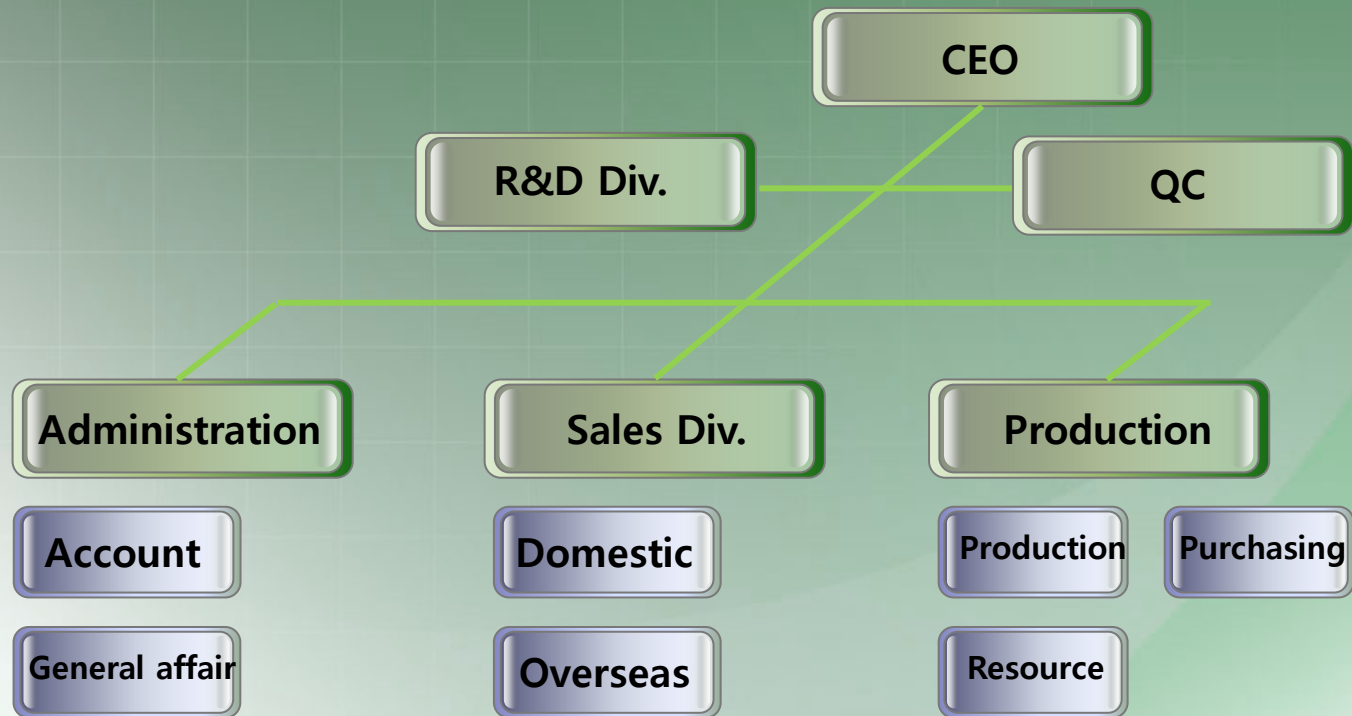 CEO
R&D Div.
QC
Administration
Sales Div.
Production
Account
Domestic
Production
Purchasing
General affair
Overseas
Resource